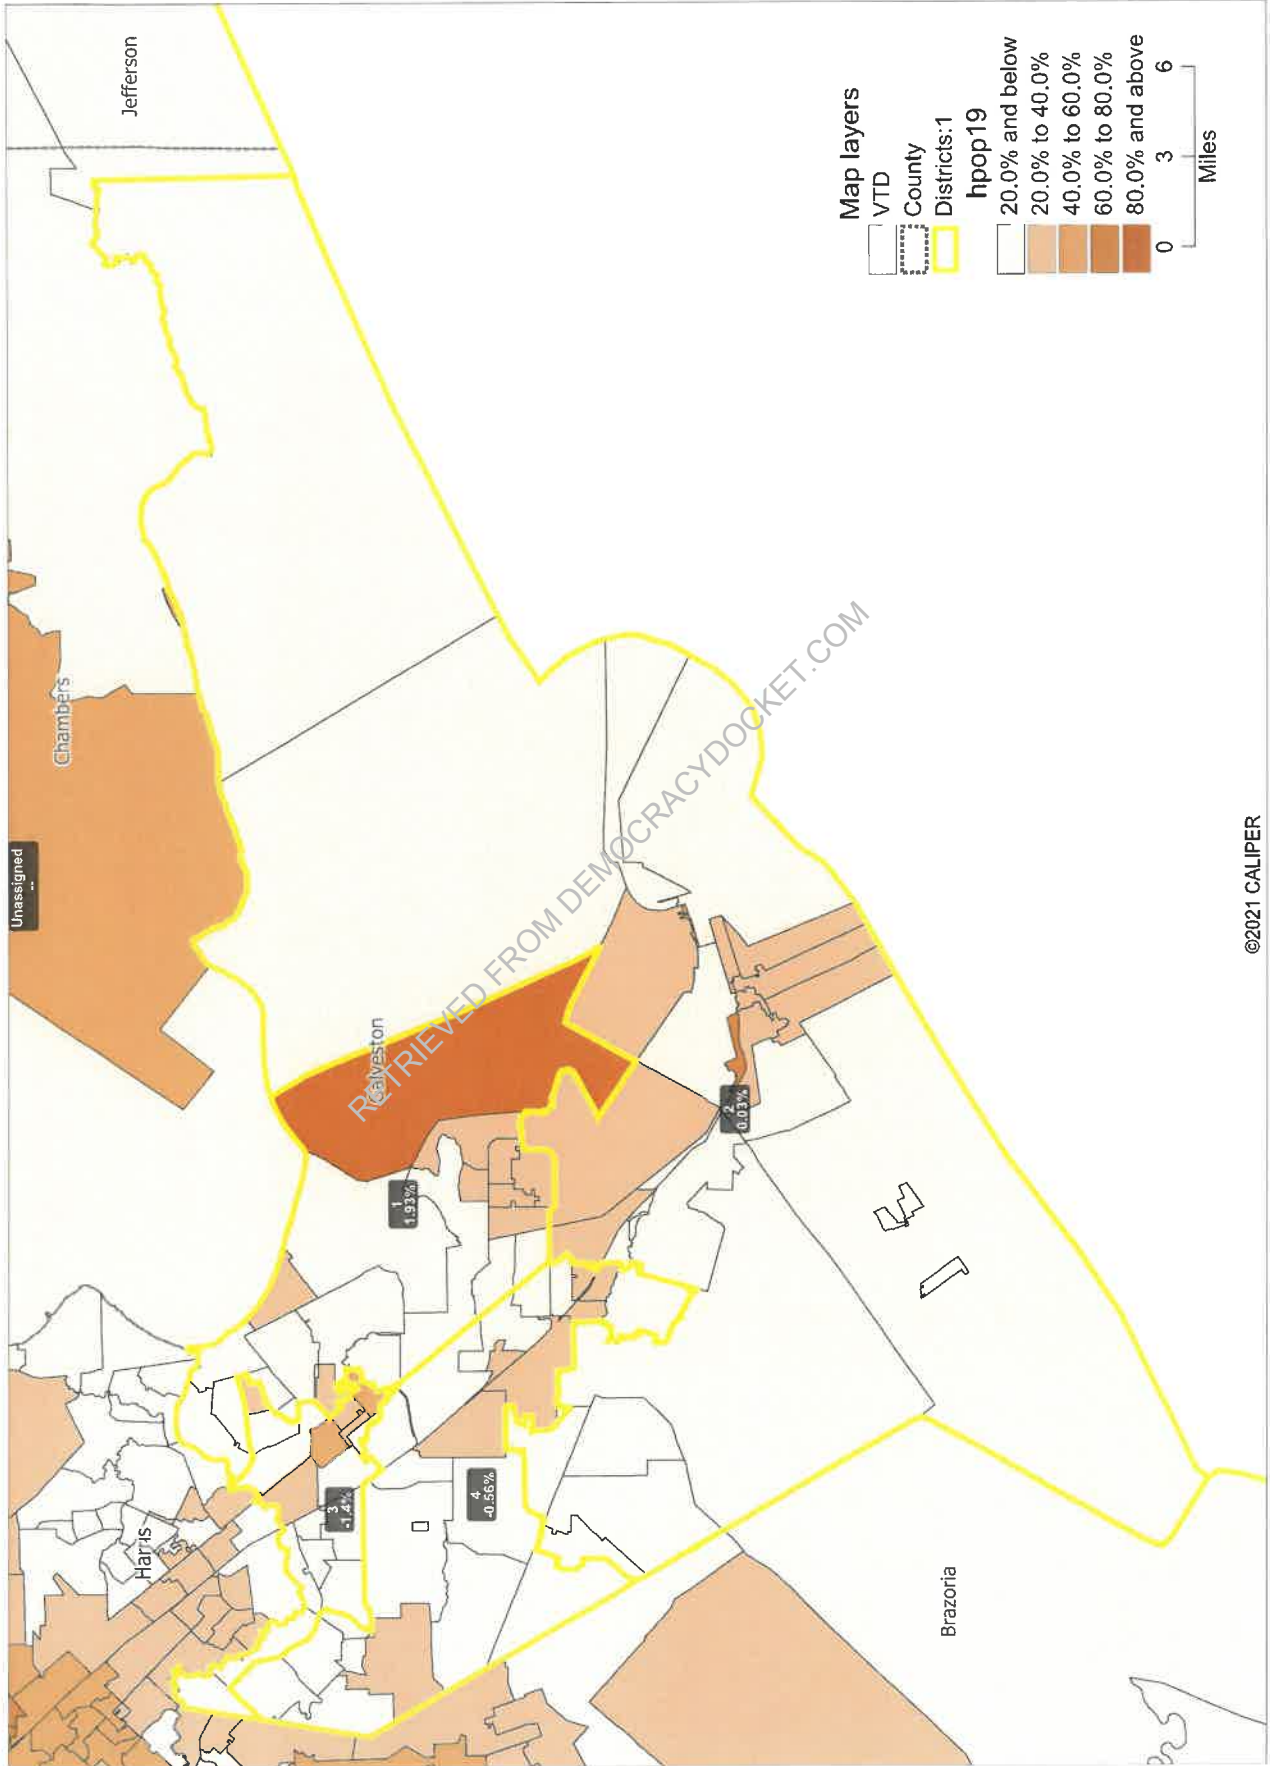 Jefferson
Chambers
Unassigned
--
Galveston
Harris
Brazoria
1
1.93%
2
0.03%
3
-1.4%
4
-0.56%
Map layers
VTD
County
Districts:1
hpop19
20.0% and below
20.0% to 40.0%
40.0% to 60.0%
60.0% to 80.0%
80.0% and above
0 3 6
Miles
RETRIEVED FROM DEMOCRACYDOCKET.COM
©2021 CALIPER